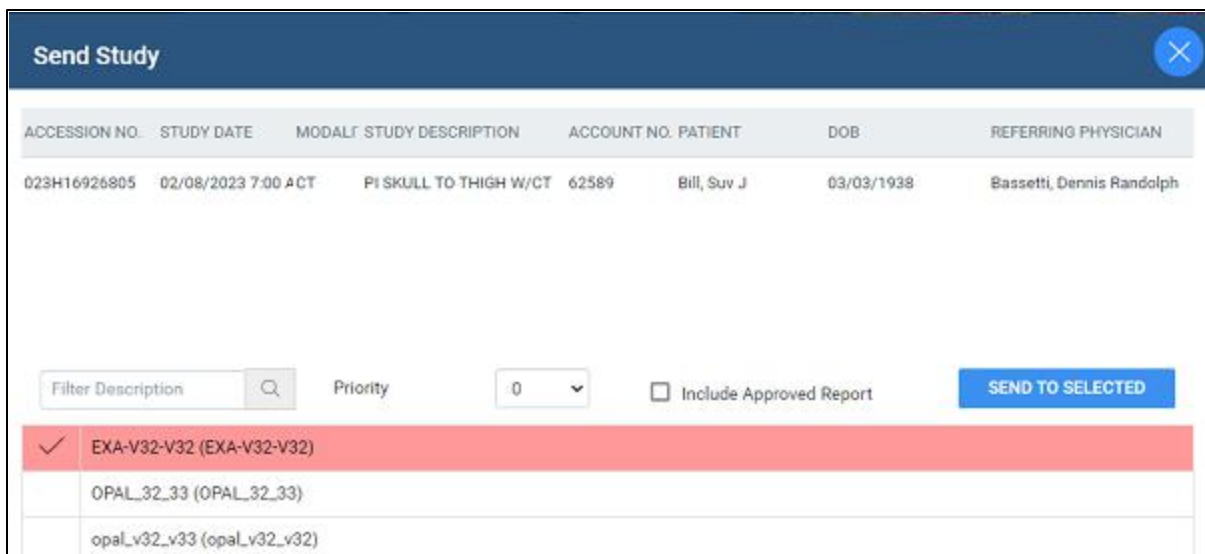 Send Study
ACCESSION NO. STUDY DATE MODALI STUDY DESCRIPTION ACCOUNT NO. PATIENT DOB REFERRING PHYSICIAN
023H16926805 02/08/2023 7:00 A CT PI SKULL TO THIGH W/CT 62589 Bill, Suv J 03/03/1938 Bassetti, Dennis Randolph
Filter Description Priority 0 Include Approved Report SEND TO SELECTED
EXA-V32-V32 (EXA-V32-V32)
OPAL_32_33 (OPAL_32_33)
opal_v32_v33 (opal_v32_v32)